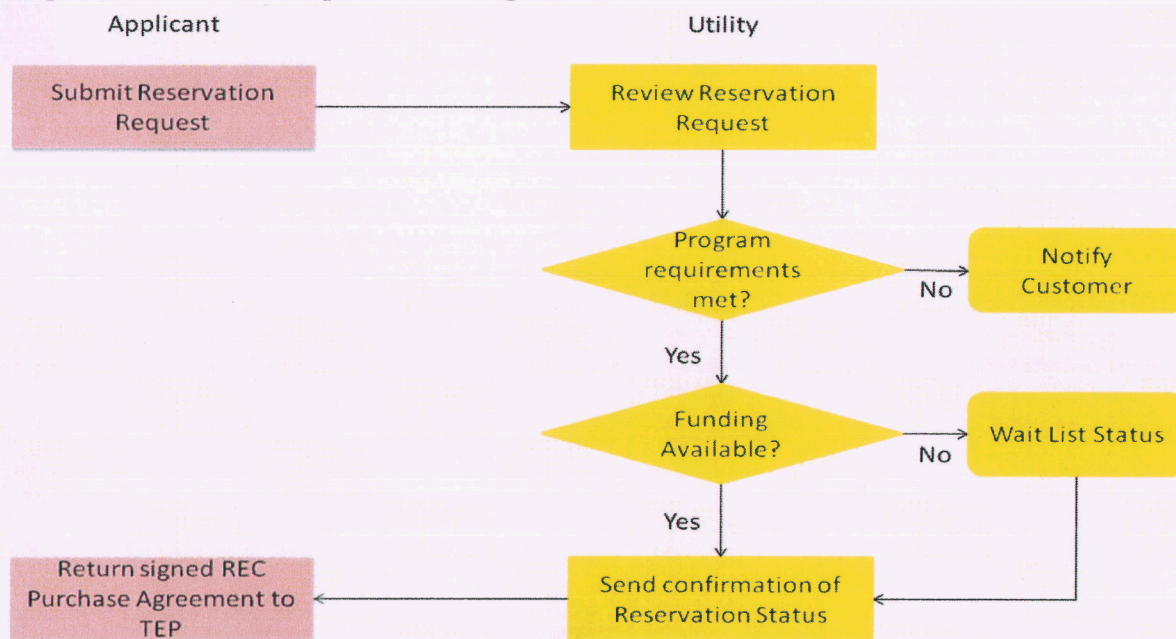 Applicant
Utility
Submit Reservation
Request
Review Reservation
Request
Program
requirements
met?
No
Notify
Customer
Yes
Funding
Available?
No
Wait List Status
Yes
Return signed REC
Purchase Agreement to
TEP
Send confirmation of
Reservation Status